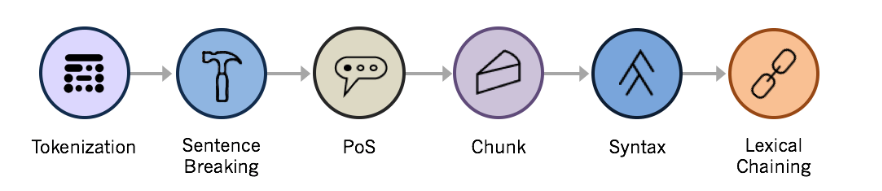 Tokenization
Sentence
Breaking
PoS
Chunk
Syntax
Lexical
Chaining